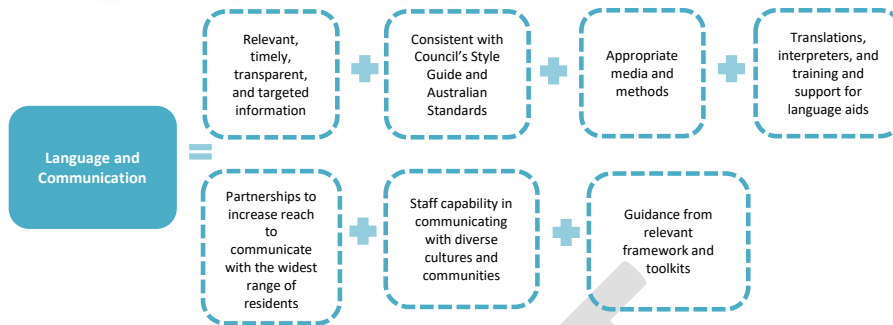 Relevant,
timely,
transparent,
and targeted
information
Consistent with
Council's Style
Guide and
Australian
Standards
Appropriate
media and
methods
Translations,
interpreters, and
training and
support for
language aids
Language and
Communication
Partnerships to
increase reach
to
communicate
with the widest
range of
residents
Staff capability in
communicating
with diverse
cultures and
communities
Guidance from
relevant
framework and
toolkits